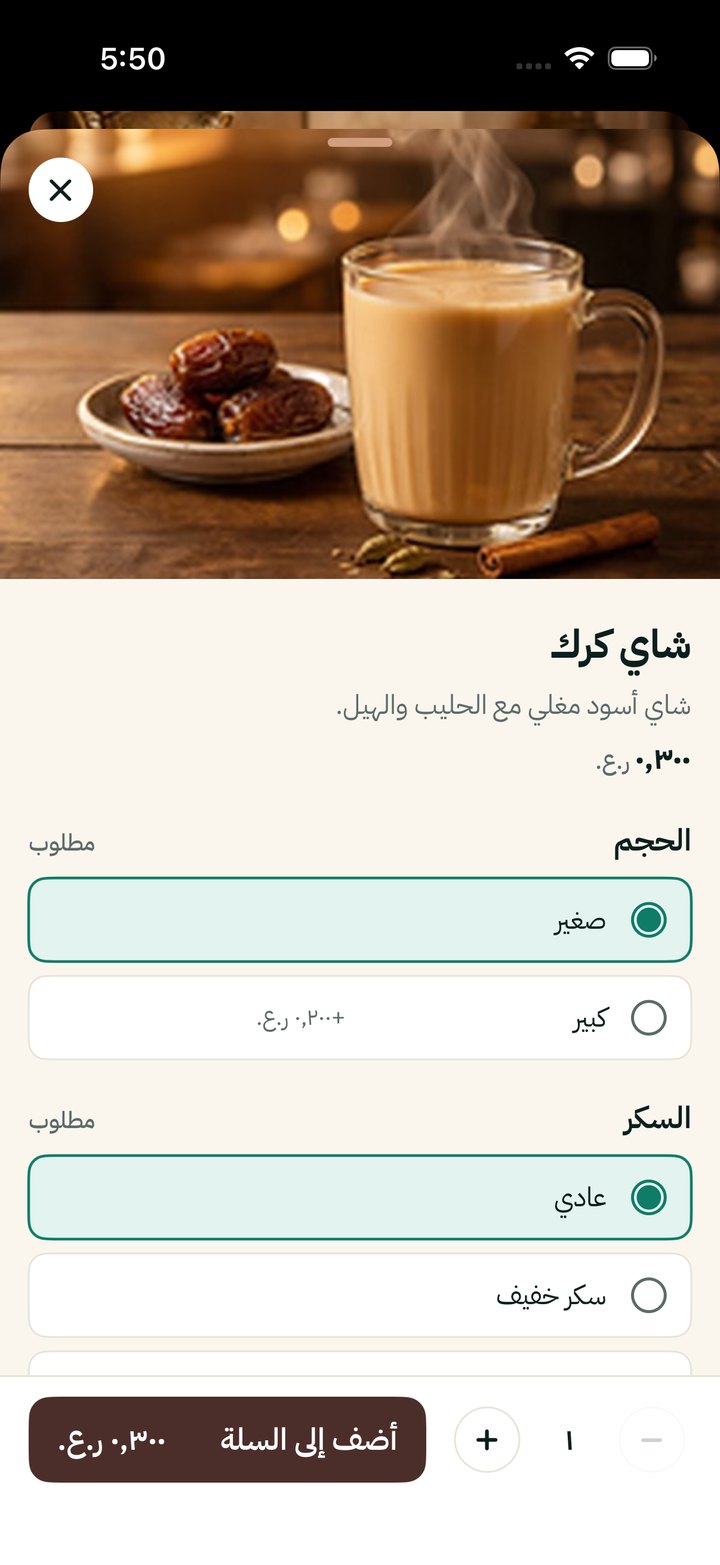 5:50
شاي كرك
شاي أسود مغلي مع الحليب والهيل.
٠٫٣٠٠ ر.ع.
الحجم
مطلوب
صغير
كبير
+٠٫٢٠٠ ر.ع.
السكر
مطلوب
عادي
سكر خفيف
١
أضف إلى السلة
٠٫٣٠٠ ر.ع.